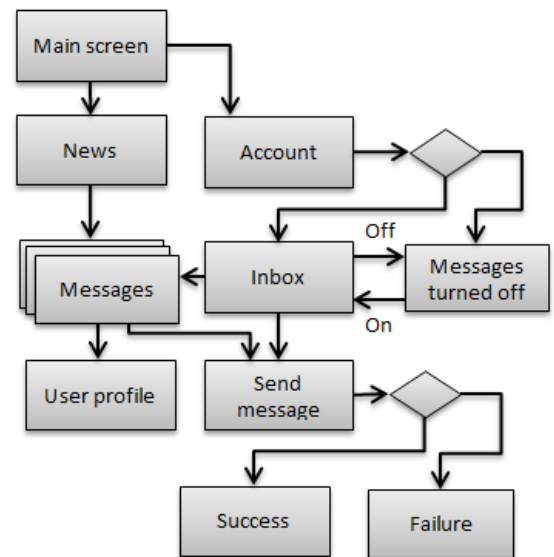 Main screen
News
Account
Off
Messages
Inbox
Messages
turned off
On
User profile
Send
message
Success
Failure